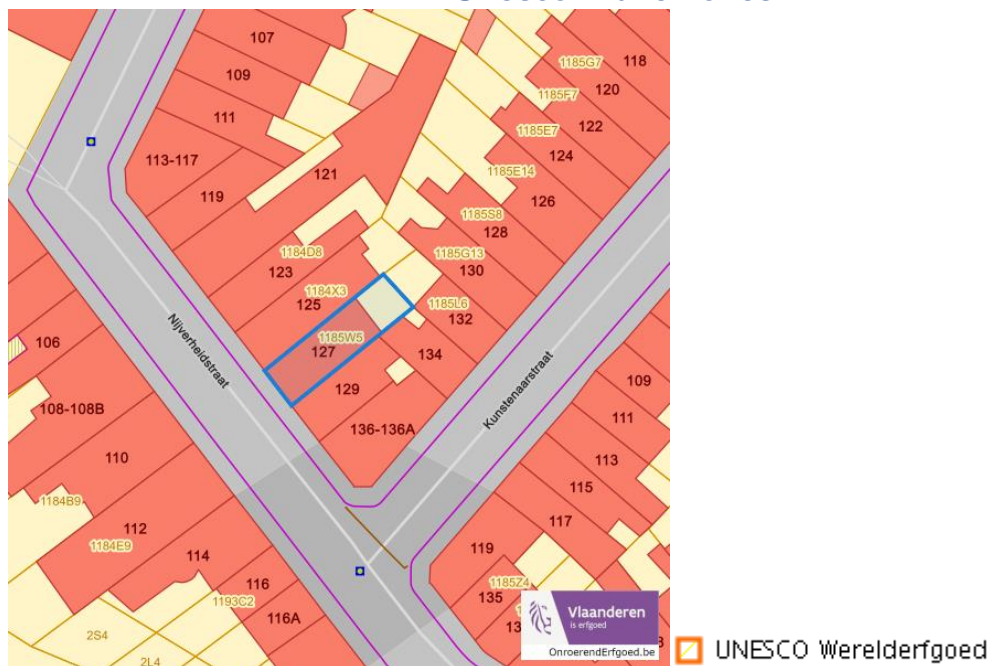 107
118
1185G7
109
120
1185F7
111
122
1185E7
124
113-117
1185E14
121
126
119
1185S8
128
1184D8
1185G13
123
130
1184X3
125
1185L6
132
Nijverheidstraat
1185W5
106
127
134
Kunstenaarstraat
129
109
108-108B
111
136-136A
110
113
115
1184B9
117
112
1184E9
119
114
1185Z4
116
135
1193C2
116A
Vlaanderen
is erfgoed
2S4
OnroerendErfgoed.be
UNESCO Werelderfgoed
2L4